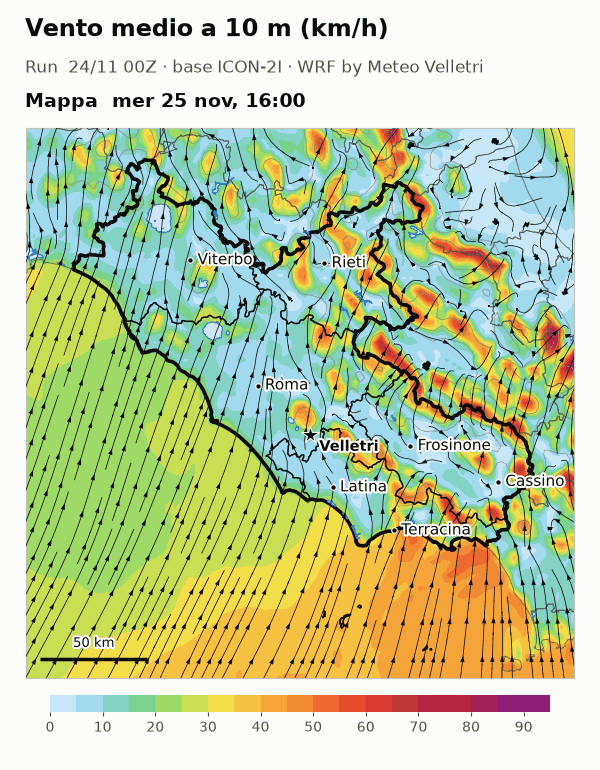 Vento medio a 10 m (km/h)
Run  24/11 00Z · base ICON-2I · WRF by Meteo Velletri
Mappa  mer 25 nov, 16:00
Viterbo
Rieti
Roma
Velletri
Frosinone
Latina
Cassino
Terracina
50 km
0 10 20 30 40 50 60 70 80 90